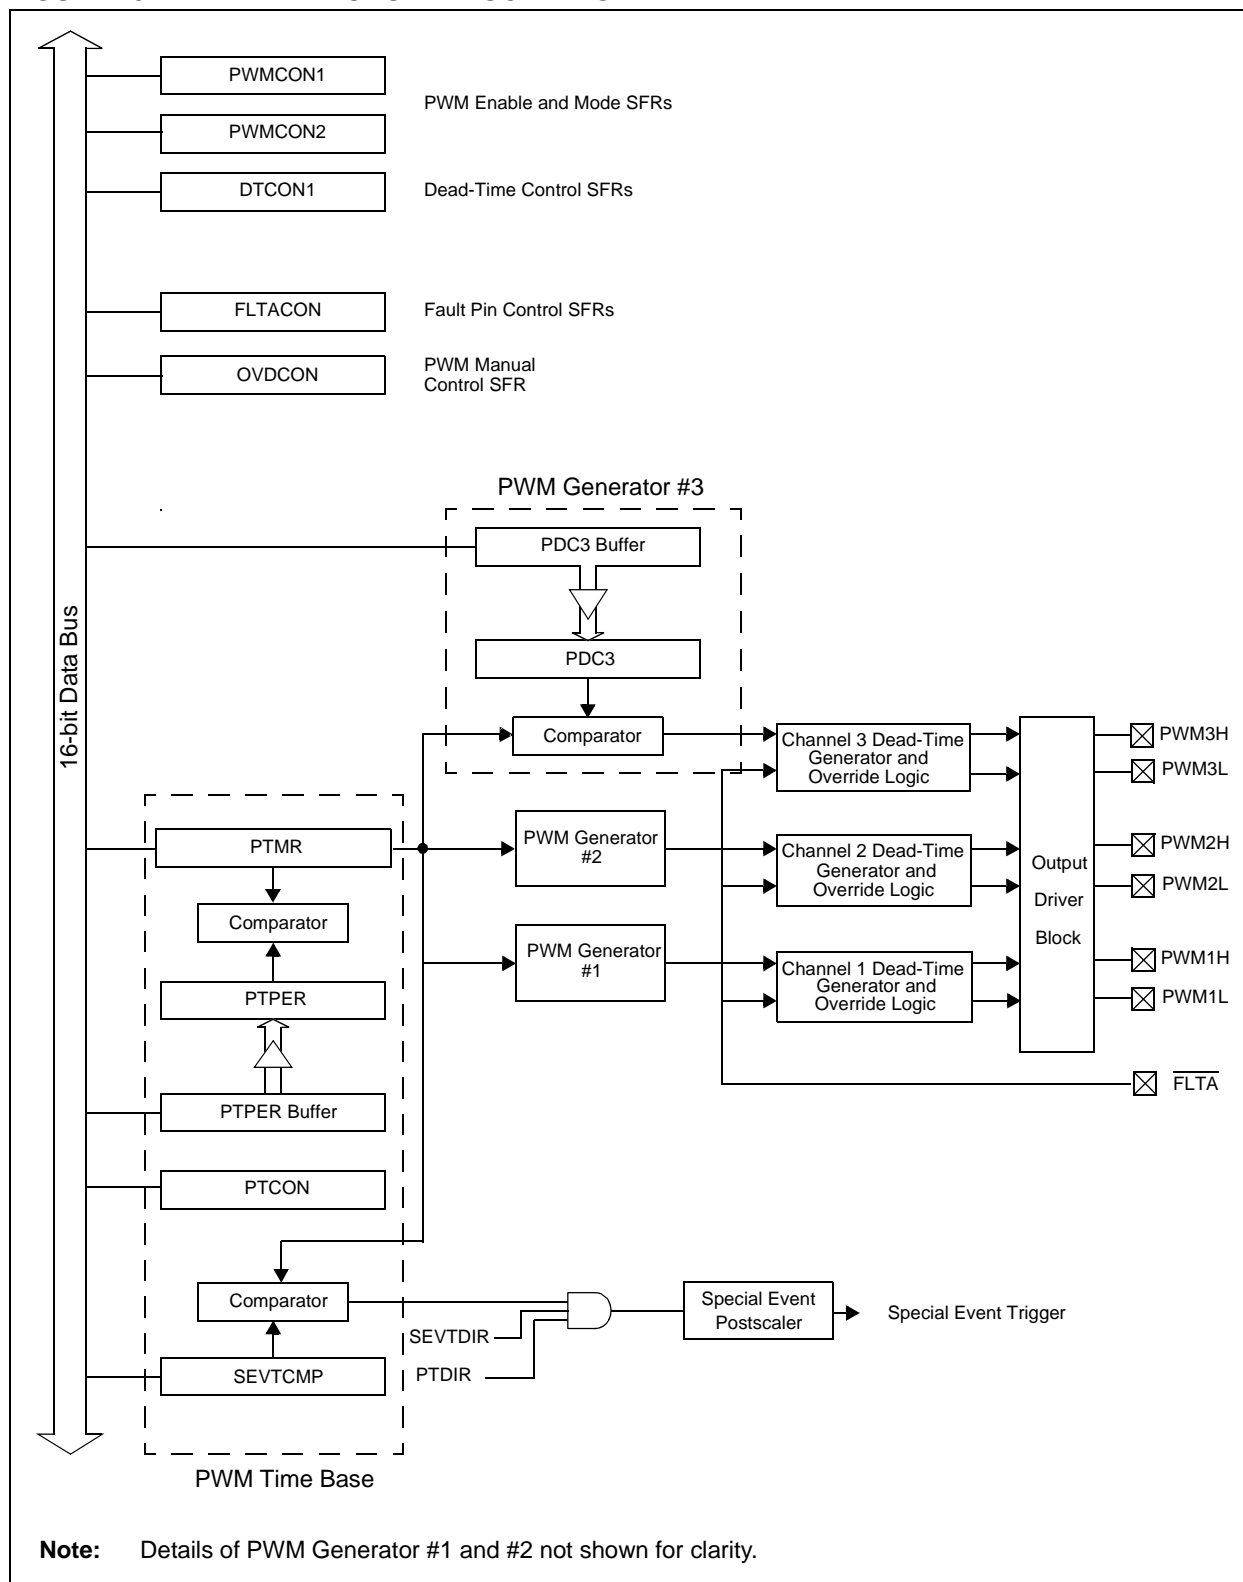 PWMCON1
PWM Enable and Mode SFRs
PWMCON2
DTCON1
Dead-Time Control SFRs
FLTACON
Fault Pin Control SFRs
OVDCON
PWM Manual
Control SFR
16-bit Data Bus
PWM Generator #3
PDC3 Buffer
PDC3
Comparator
Channel 3 Dead-Time
Generator and
Override Logic
PWM3H
PWM3L
PTMR
PWM Generator
#2
Channel 2 Dead-Time
Generator and
Override Logic
Output
Driver
Block
PWM2H
PWM2L
Comparator
PWM Generator
#1
Channel 1 Dead-Time
Generator and
Override Logic
PWM1H
PWM1L
PTPER
FLTA
PTPER Buffer
PTCON
Comparator
SEVTDIR
PTDIR
Special Event
Postscaler
Special Event Trigger
SEVTCMP
PWM Time Base
Note: Details of PWM Generator #1 and #2 not shown for clarity.